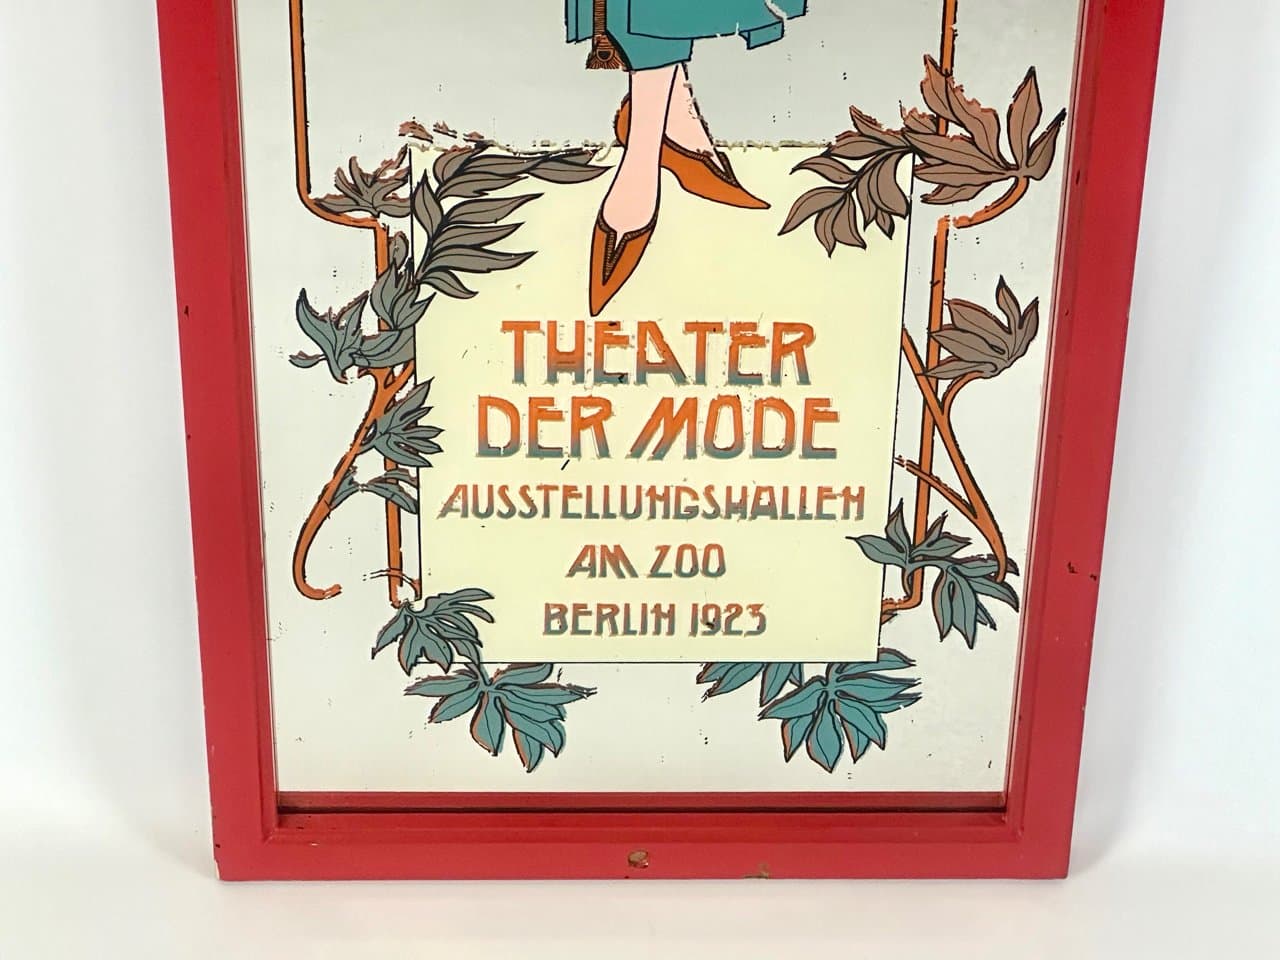 THEATER
DER MODE
AUSSTELLUNGSHALLEN
AM ZOO
BERLIN 1923